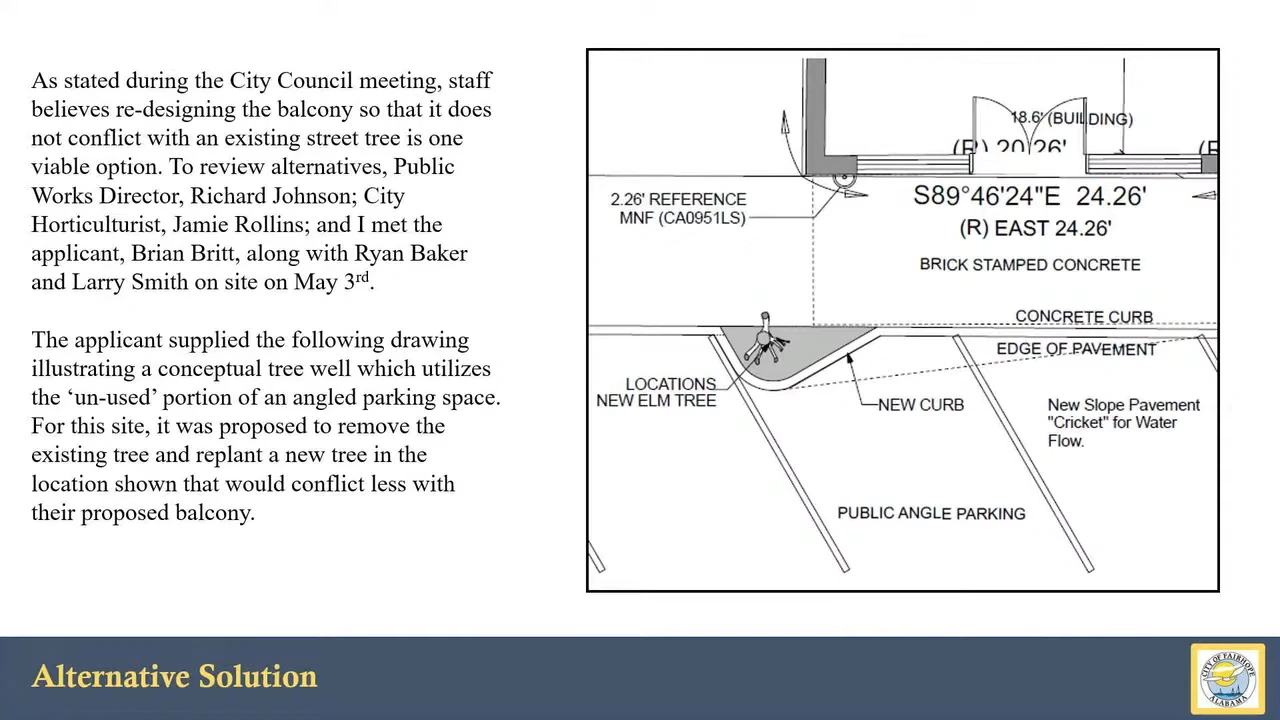 As stated during the City Council meeting, staff
believes re-designing the balcony so that it does
not conflict with an existing street tree is one
viable option. To review alternatives, Public
Works Director, Richard Johnson; City
Horticulturist, Jamie Rollins; and I met the
applicant, Brian Britt, along with Ryan Baker
and Larry Smith on site on May 3rd.
The applicant supplied the following drawing
illustrating a conceptual tree well which utilizes
the ‘un-used’ portion of an angled parking space.
For this site, it was proposed to remove the
existing tree and replant a new tree in the
location shown that would conflict less with
their proposed balcony.
18.6' (BUILDING)
(R) 20.26'
2.26' REFERENCE
MNF (CA0951LS)
S89°46'24"E 24.26'
(R) EAST 24.26'
BRICK STAMPED CONCRETE
CONCRETE CURB
EDGE OF PAVEMENT
LOCATIONS
NEW ELM TREE
NEW CURB
New Slope Pavement
"Cricket" for Water
Flow.
PUBLIC ANGLE PARKING
Alternative Solution
CITY OF FAIRHOPE
ALABAMA